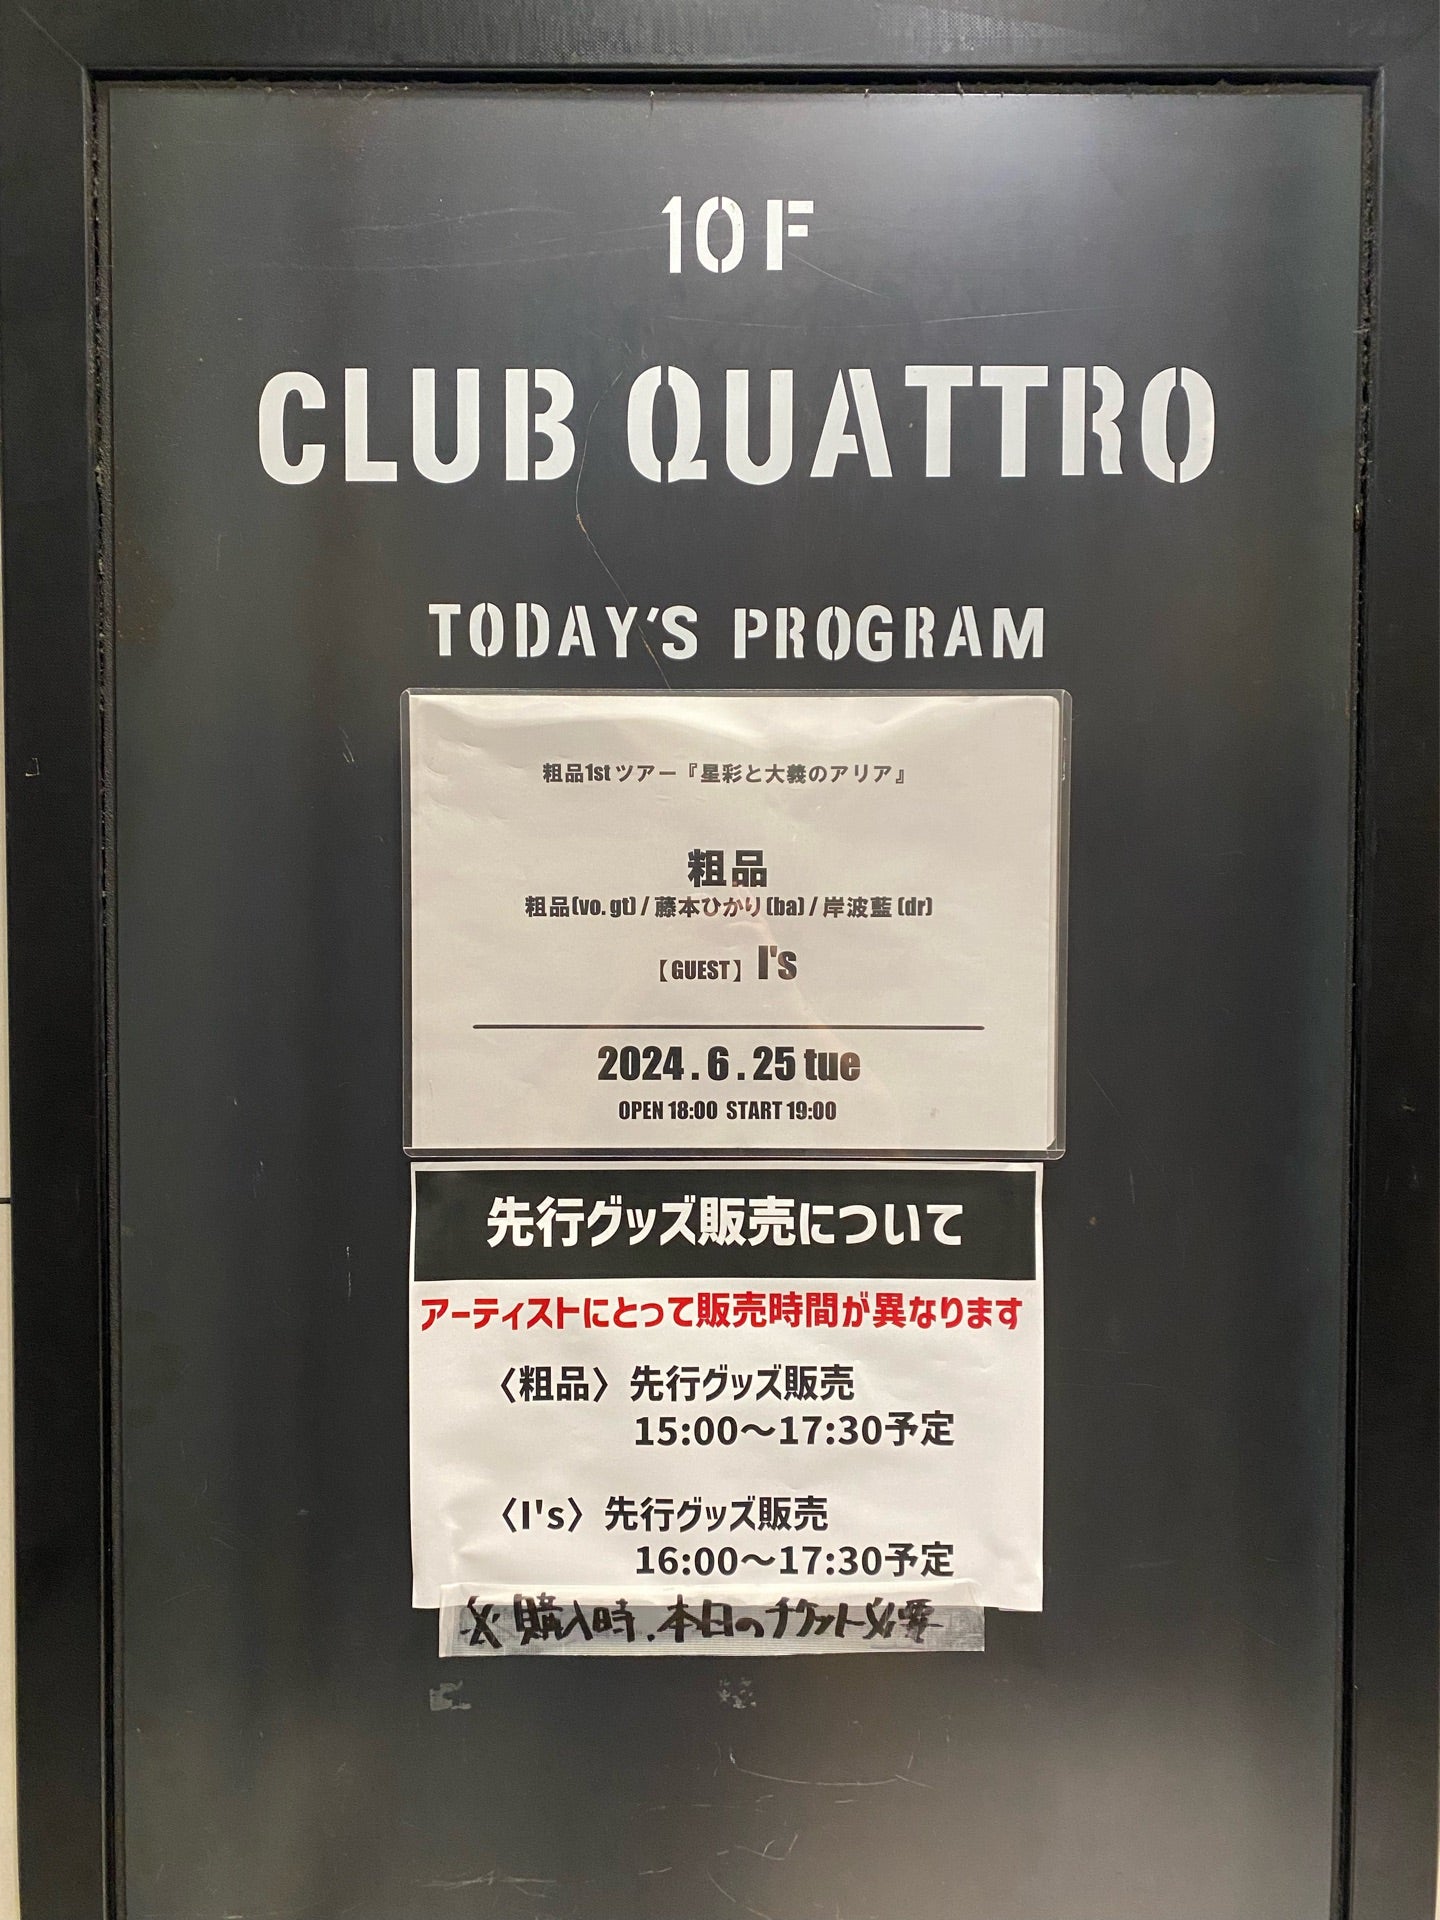 10F
CLUB QUATTRO
TODAY'S PROGRAM
粗品1st ツアー『星彩と大義のアリア』
粗品
粗品(vo. gt) / 藤本ひかり(ba) / 岸波藍(dr)
【GUEST】 I's
2024 . 6 . 25 tue
OPEN 18:00 START 19:00
先行グッズ販売について
アーティストにとって販売時間が異なります
〈粗品〉先行グッズ販売
15:00〜17:30予定
〈I's〉先行グッズ販売
16:00〜17:30予定
※購入時、本日のチケット必要